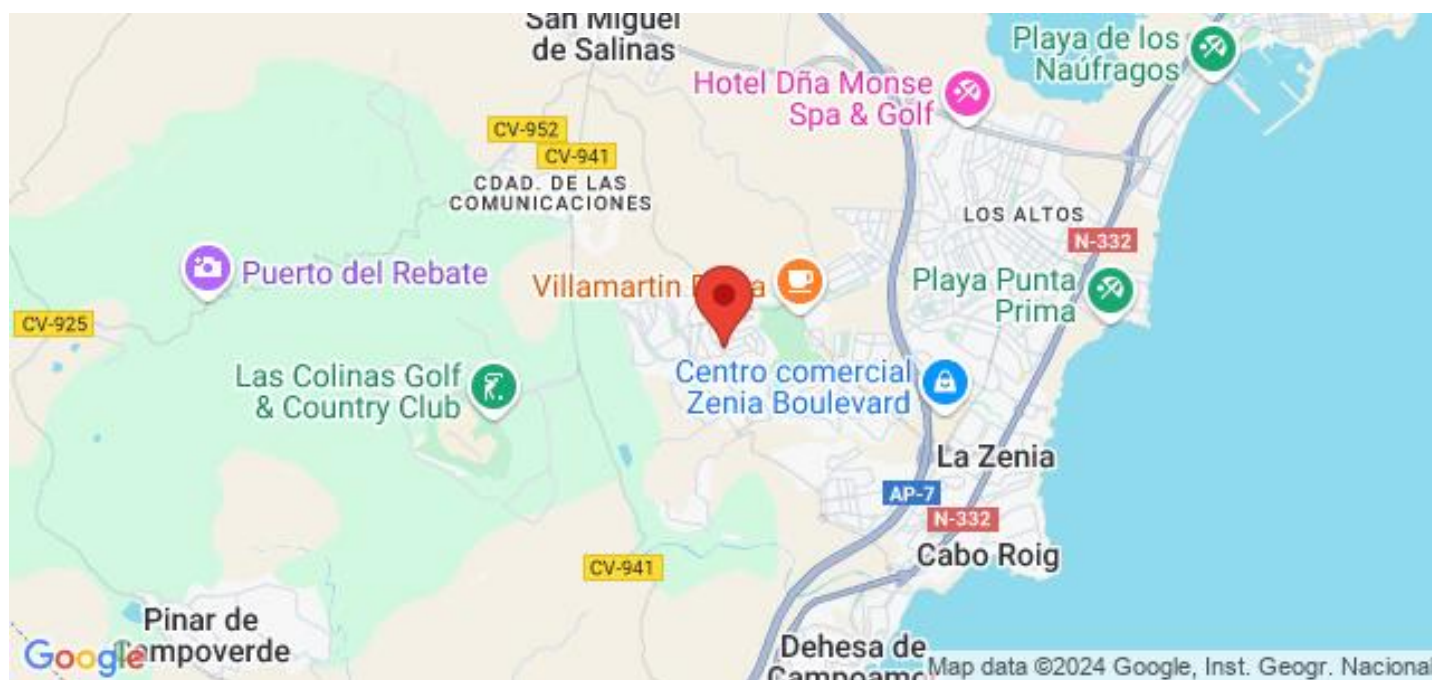 San Miguel
de Salinas
Playa de los
Naúfragos
Hotel Dña Monse
Spa & Golf
CV-952
CV-941
CDAD. DE LAS
COMUNICACIONES
LOS ALTOS
N-332
Puerto del Rebate
Villamartin
Playa Punta
Prima
CV-925
Las Colinas Golf
& Country Club
Centro comercial
Zenia Boulevard
La Zenia
AP-7
N-332
Cabo Roig
CV-941
Pinar de
Campoverde
Google
Dehesa de
Campoamor
Map data ©2024 Google, Inst. Geogr. Nacional